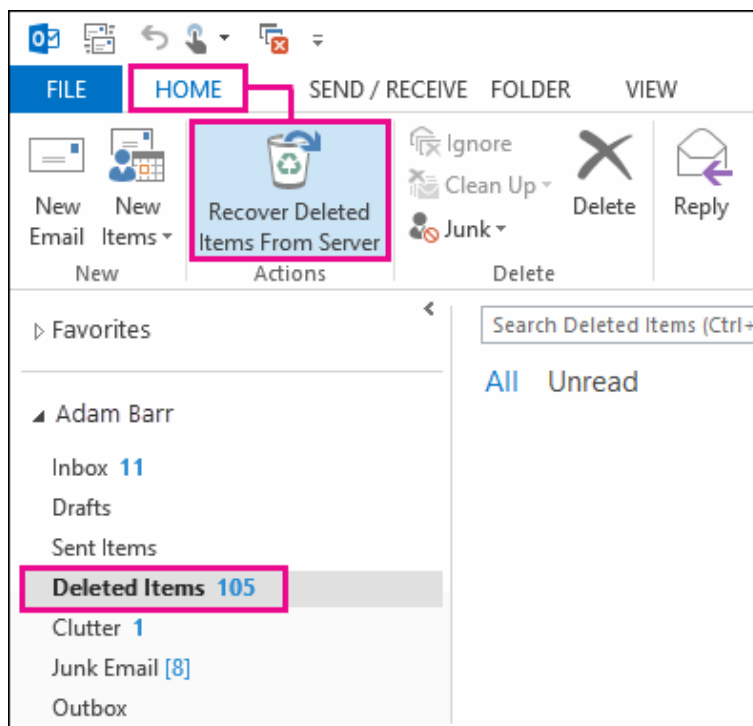 FILE HOME SEND / RECEIVE FOLDER VIEW
New
Email
New
Items
New
Recover Deleted
Items From Server
Actions
Ignore
Clean Up
Junk
Delete
Delete
Reply
Favorites
Adam Barr
Inbox 11
Drafts
Sent Items
Deleted Items 105
Clutter 1
Junk Email [8]
Outbox
Search Deleted Items (Ctrl+
All Unread